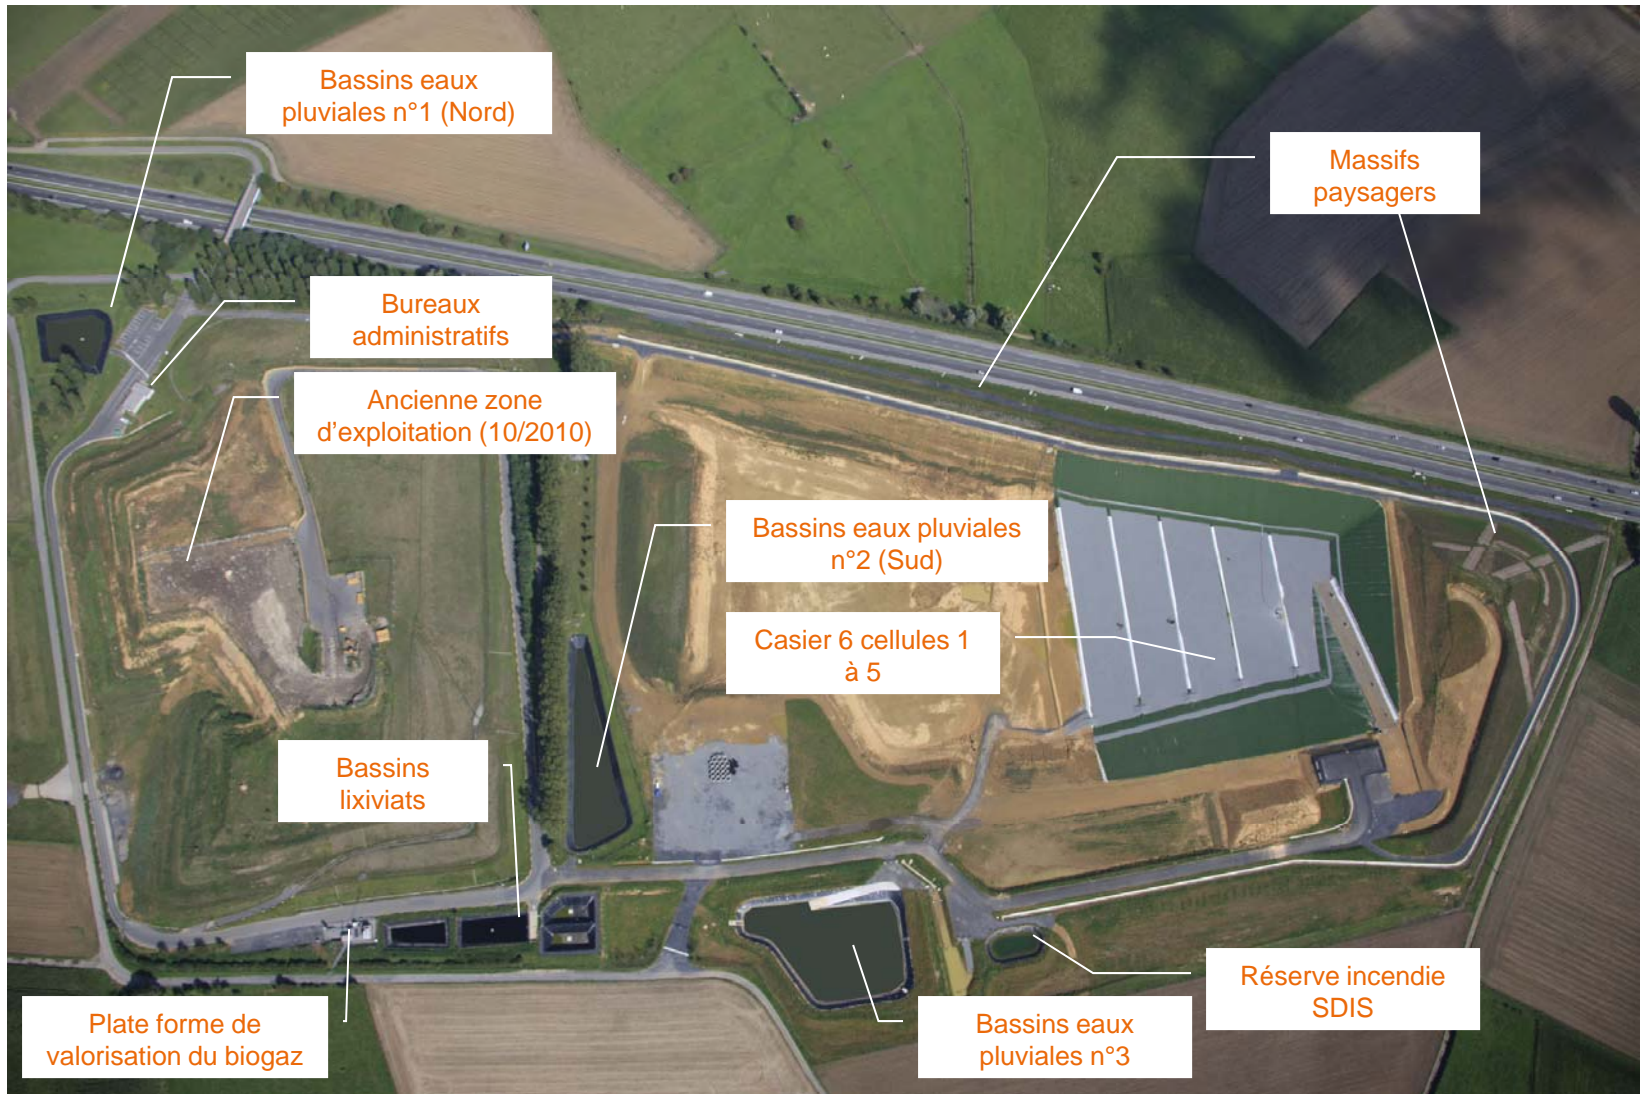 Bassins eaux
pluviales n°1 (Nord)
Massifs
paysagers
Bureaux
administratifs
Ancienne zone
d'exploitation (10/2010)
Bassins eaux pluviales
n°2 (Sud)
Casier 6 cellules 1
à 5
Bassins
lixiviats
Réserve incendie
SDIS
Plate forme de
valorisation du biogaz
Bassins eaux
pluviales n°3